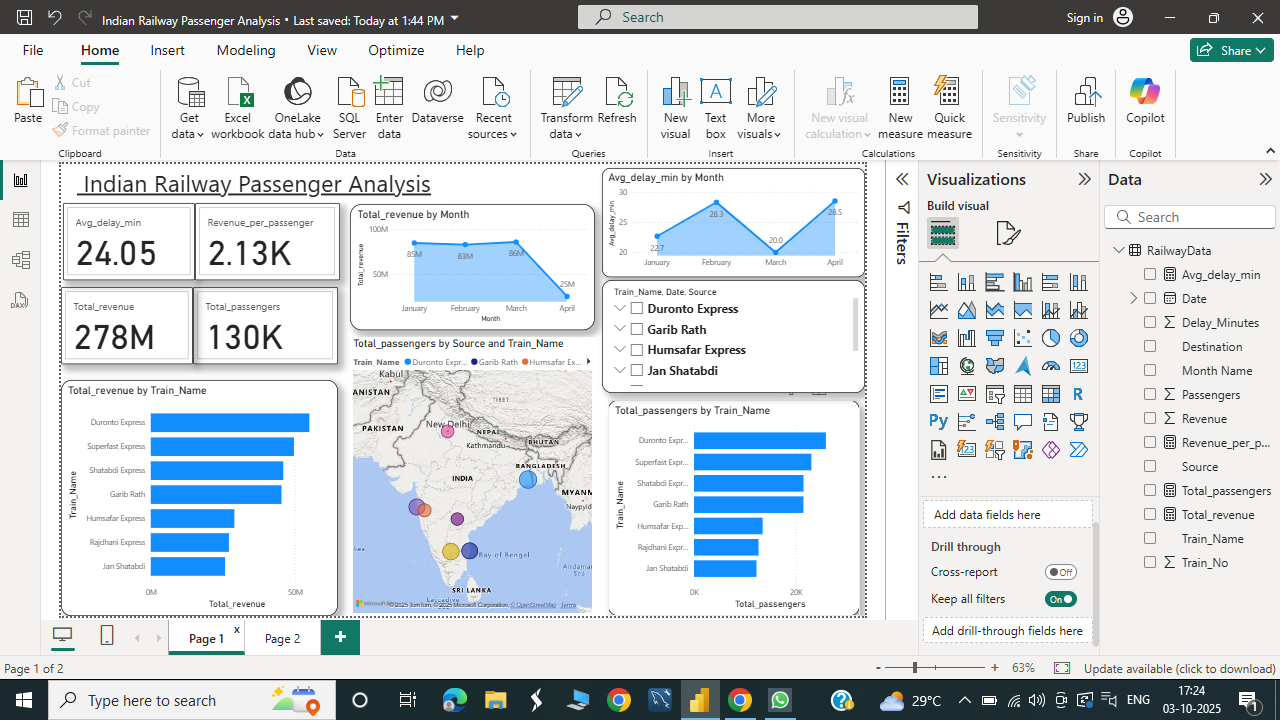 Indian Railway Passenger Analysis • Last saved: Today at 1:44 PM
Search
Sign in
File Home Insert Modeling View Optimize Help
Share
Paste
Cut
Copy
Format painter
Clipboard
Get data
Excel workbook
OneLake data hub
SQL Server
Enter data
Dataverse
Recent sources
Data
Transform data
Refresh
Queries
New visual
Text box
More visuals
Insert
New visual calculation
New measure
Quick measure
Calculations
Sensitivity
Sensitivity
Publish
Share
Copilot
Copilot
Indian Railway Passenger Analysis
Avg_delay_min
24.05
Revenue_per_passenger
2.13K
Total_revenue
278M
Total_passengers
130K
Total_revenue by Month
Total_revenue
100M
50M
85M
83M
86M
25M
January February March April
Month
Avg_delay_min by Month
Avg_delay_min
30
25
20
22.7
28.3
20.0
28.5
January February March April
Train_Name, Date, Source
Duronto Express
Garib Rath
Humsafar Express
Jan Shatabdi
Total_revenue by Train_Name
Train_Name
Duronto Express
Superfast Express
Shatabdi Express
Garib Rath
Humsafar Express
Rajdhani Express
Jan Shatabdi
0M 50M
Total_revenue
Total_passengers by Source and Train_Name
Train_Name Duronto Expr... Garib Rath Humsafar Ex...
Kabul
TIBET
PAKISTAN
New Delhi
NEPAL
Kathmandu
BHUTAN
BANGLADESH
INDIA
Bay of Bengal
SRI LANKA
© 2025 TomTom, © 2025 Microsoft Corporation, © OpenStreetMap Terms
Total_passengers by Train_Name
Train_Name
Duronto Expr...
Superfast Expr...
Shatabdi Expr...
Garib Rath
Humsafar Exp...
Rajdhani Expr...
Jan Shatabdi
0K 20K
Total_passengers
Filters
Visualizations
Build visual
Add data fields here
Drill through
Cross-report Off
Keep all filters On
Add drill-through fields here
Data
Search
RailwayData
Avg_delay_min
Date
Delay_Minutes
Destination
Month Name
Passengers
Revenue
Revenue_per_p...
Source
Total_passengers
Total_revenue
Train_Name
Train_No
Page 1 x
Page 2
+
Page 1 of 2
- + 63%
Update available (click to download)
Type here to search
29°C
ENG
17:24
03-10-2025
1